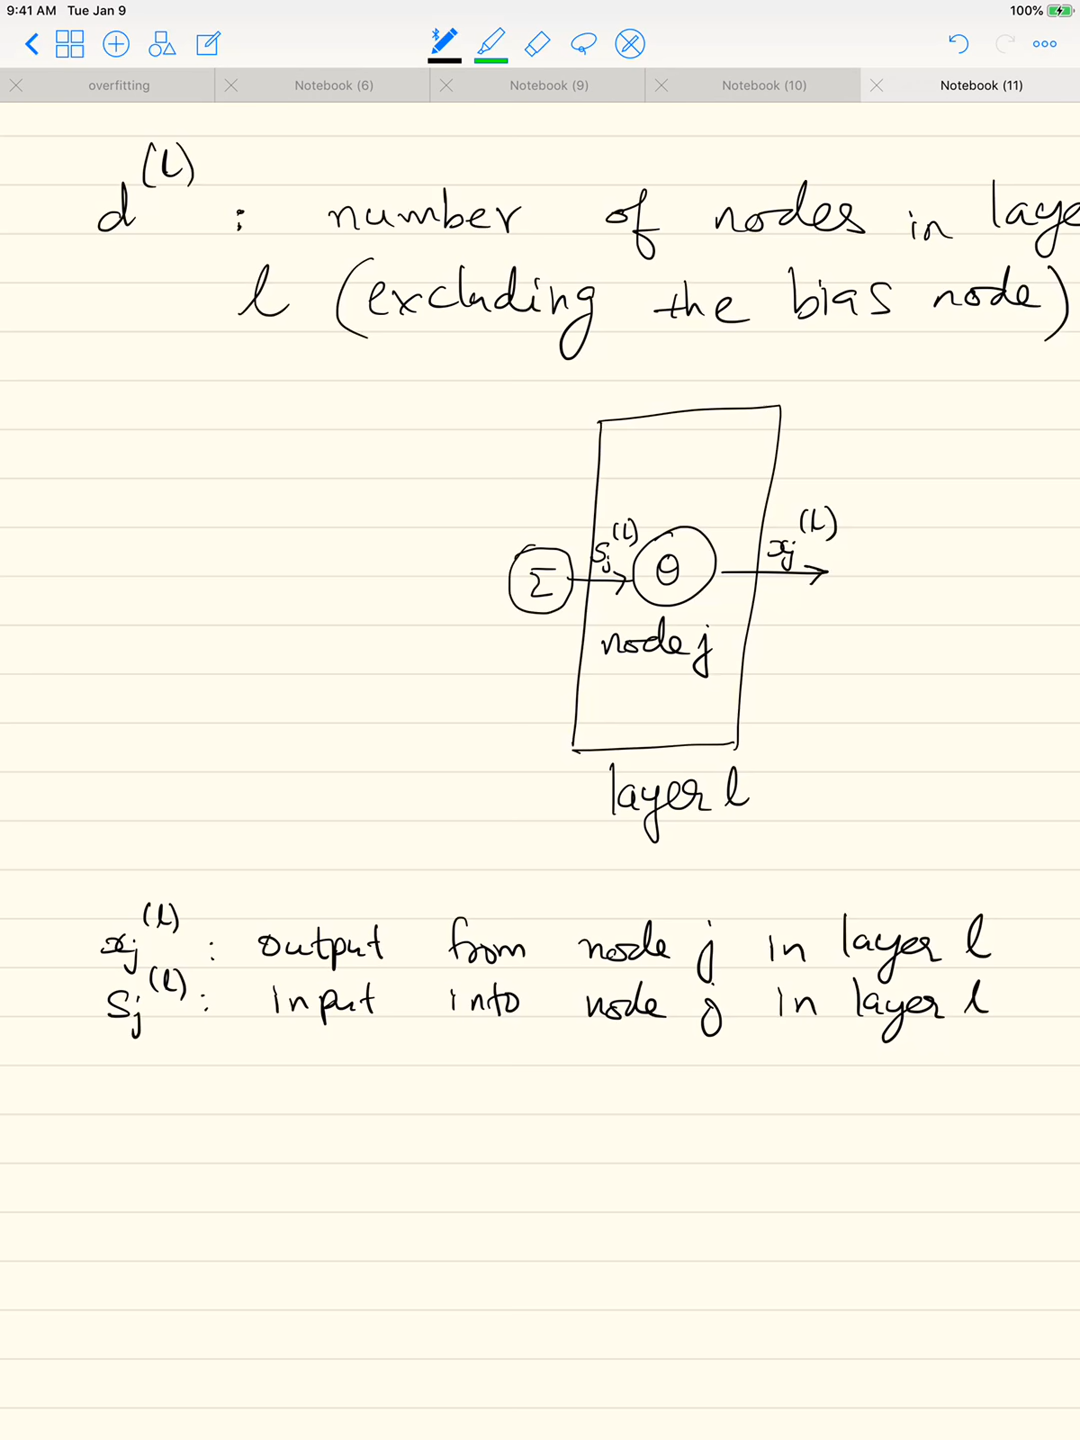 9:41 AM Tue Jan 9 100%
overfitting Notebook (6) Notebook (9) Notebook (10) Notebook (11)
d^(l) : number of nodes in laye
l (excluding the bias node)
Σ s_j^(l) θ x_j^(l)
node j
layer l
x_j^(l) : output from node j in layer l
s_j^(l) : input into node j in layer l